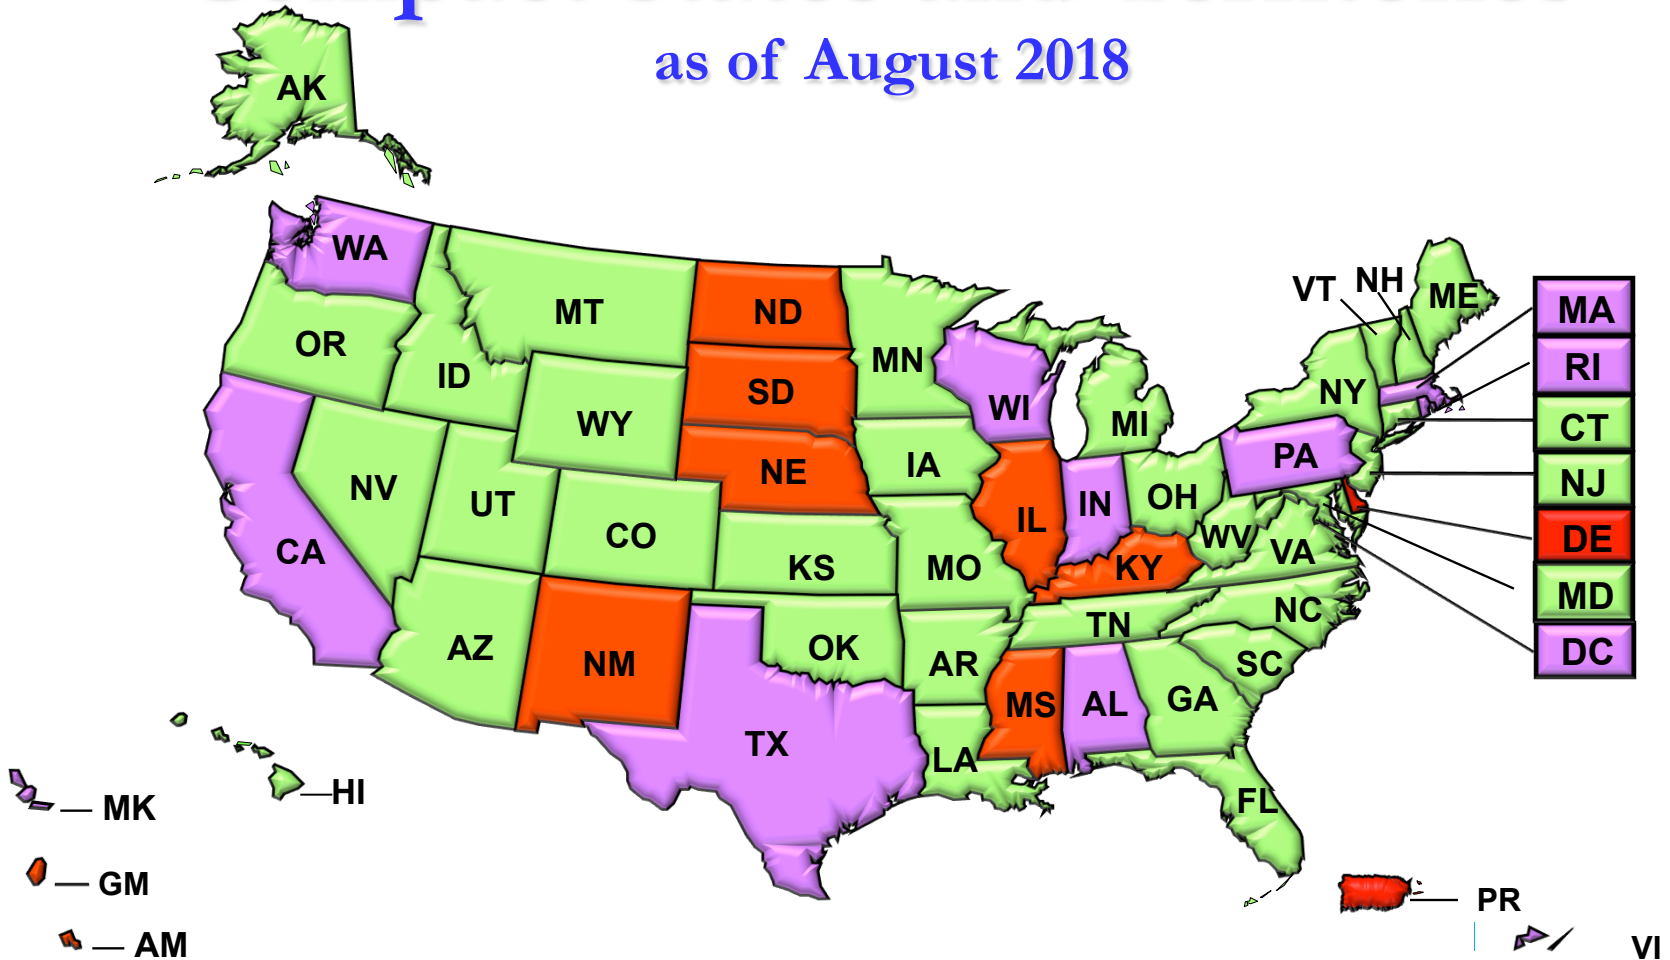 as of August 2018
AK
WA
MT
ND
MN
VT
NH
ME
MA
OR
ID
SD
WI
MI
NY
RI
WY
CT
NV
UT
NE
IA
PA
NJ
CO
IL
IN
OH
DE
CA
KS
MO
KY
WV
VA
MD
AZ
NM
OK
AR
TN
NC
DC
SC
TX
LA
MS
AL
GA
HI
FL
MK
GM
PR
AM
VI